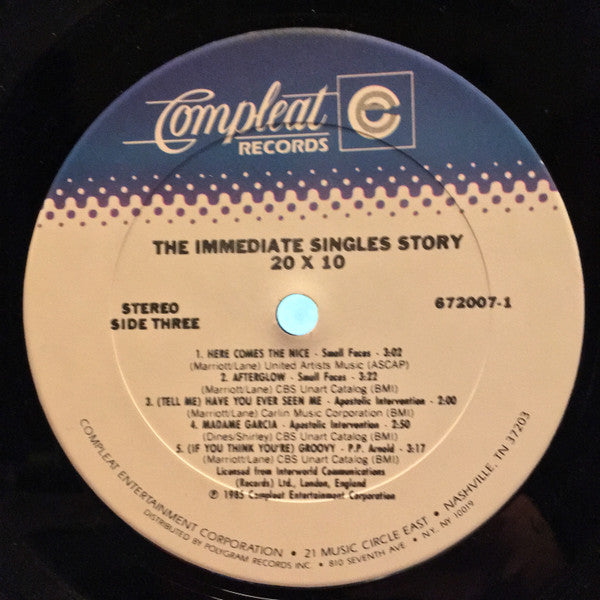 Compleat
RECORDS
THE IMMEDIATE SINGLES STORY
20 X 10
STEREO
SIDE THREE
672007-1
1. HERE COMES THE NICE - Small Faces - 3:02
(Marriott/Lane) United Artists Music (ASCAP)
2. AFTERGLOW - Small Faces - 3:22
(Marriott/Lane) CBS Unart Catalog (BMI)
3. (TELL ME) HAVE YOU EVER SEEN ME - Apostolic Intervention - 2:00
(Marriott/Lane) Carlin Music Corporation (BMI)
4. MADAME GARCIA - Apostolic Intervention - 2:50
(Dines/Shirley) CBS Unart Catalog (BMI)
5. (IF YOU THINK YOU'RE) GROOVY - P.P. Arnold - 3:17
(Marriott/Lane) CBS Unart Catalog (BMI)
Licensed from Interworld Communications
(Records) Ltd., London, England
℗ 1985 Compleat Entertainment Corporation
COMPLEAT ENTERTAINMENT CORPORATION • 21 MUSIC CIRCLE EAST • NASHVILLE, TN 37203
DISTRIBUTED BY POLYGRAM RECORDS INC. • 810 SEVENTH AVE • N.Y. NY 10019